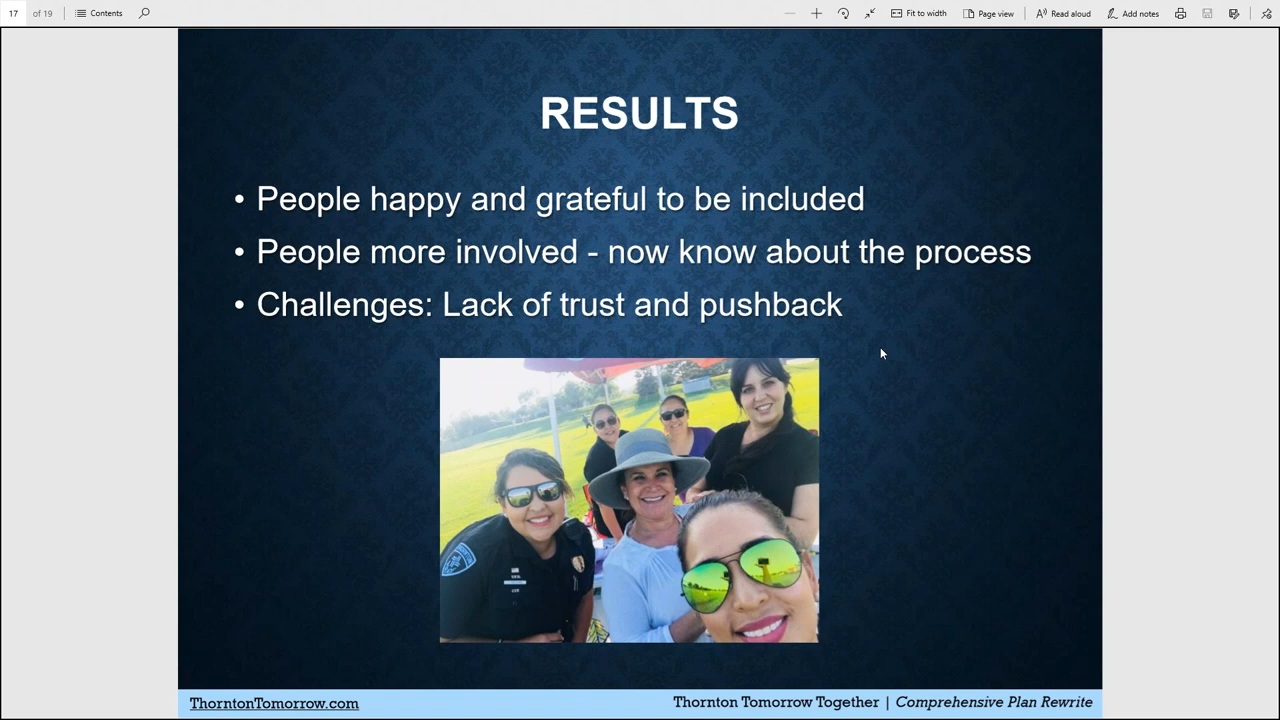 17 of 19 Contents Fit to width Page view Read aloud Add notes
RESULTS
• People happy and grateful to be included
• People more involved - now know about the process
• Challenges: Lack of trust and pushback
ThorntonTomorrow.com Thornton Tomorrow Together | Comprehensive Plan Rewrite